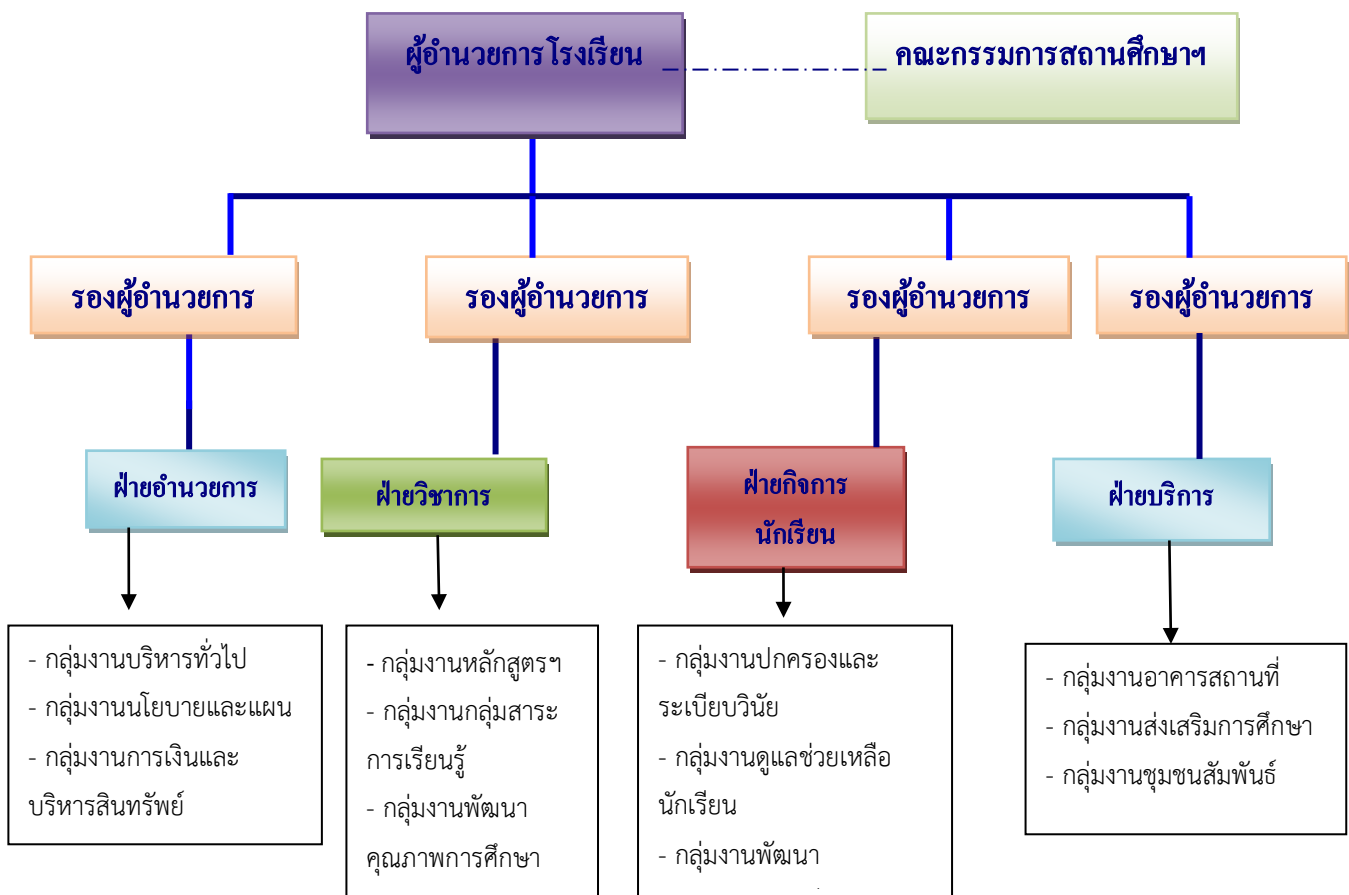 ผู้อำนวยการโรงเรียน
คณะกรรมการสถานศึกษาฯ
รองผู้อำนวยการ
รองผู้อำนวยการ
รองผู้อำนวยการ
รองผู้อำนวยการ
ฝ่ายอำนวยการ
ฝ่ายวิชาการ
ฝ่ายกิจการ
นักเรียน
ฝ่ายบริการ
- กลุ่มงานบริหารทั่วไป
- กลุ่มงานนโยบายและแผน
- กลุ่มงานการเงินและ
บริหารสินทรัพย์
- กลุ่มงานหลักสูตรฯ
- กลุ่มงานกลุ่มสาระ
การเรียนรู้
- กลุ่มงานพัฒนา
คุณภาพการศึกษา
- กลุ่มงานปกครองและ
ระเบียบวินัย
- กลุ่มงานดูแลช่วยเหลือ
นักเรียน
- กลุ่มงานพัฒนา
- กลุ่มงานอาคารสถานที่
- กลุ่มงานส่งเสริมการศึกษา
- กลุ่มงานชุมชนสัมพันธ์